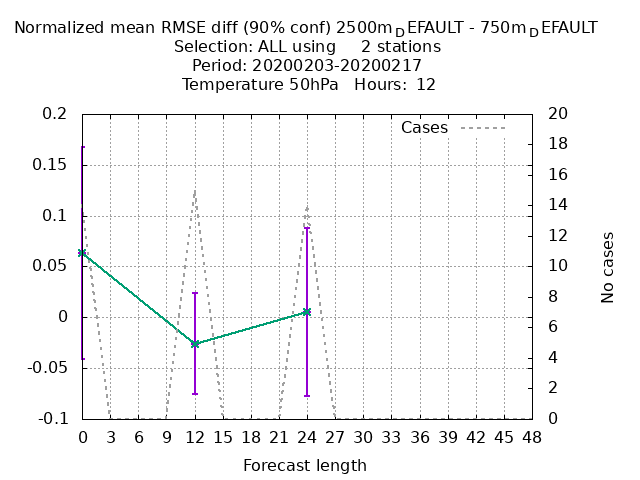 Normalized mean RMSE diff (90% conf) 2500m_DEFAULT - 750m_DEFAULT
Selection: ALL using 2 stations
Period: 20200203-20200217
Temperature 50hPa Hours: 12
Cases
0.2
0.15
0.1
0.05
0
-0.05
-0.1
20
18
16
14
12
10
8
6
4
2
0
No cases
0 3 6 9 12 15 18 21 24 27 30 33 36 39 42 45 48
Forecast length